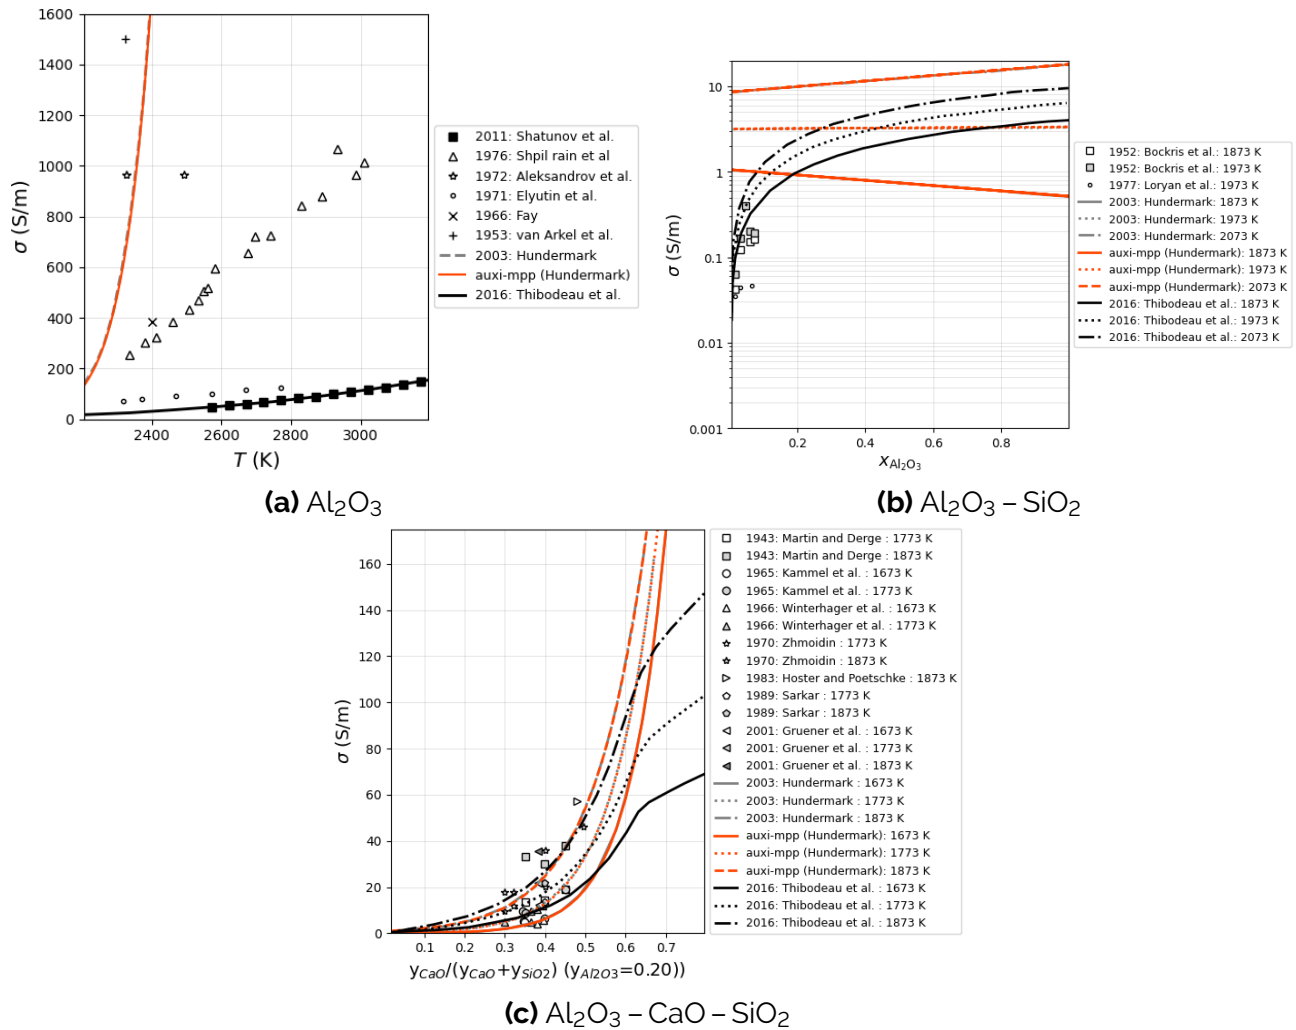 1600
1400
1200
1000
800
600
400
200
0
σ (S/m)
2400 2600 2800 3000
T (K)
2011: Shatunov et al.
1976: Shpil rain et al
1972: Aleksandrov et al.
1971: Elyutin et al.
1966: Fay
1953: van Arkel et al.
2003: Hundermark
auxi-mpp (Hundermark)
2016: Thibodeau et al.
(a) Al₂O₃
10
1
0.1
0.01
0.001
σ (S/m)
0.2 0.4 0.6 0.8
x_Al₂O₃
1952: Bockris et al.: 1873 K
1952: Bockris et al.: 1973 K
1977: Loryan et al.: 1973 K
2003: Hundermark: 1873 K
2003: Hundermark: 1973 K
2003: Hundermark: 2073 K
auxi-mpp (Hundermark): 1873 K
auxi-mpp (Hundermark): 1973 K
auxi-mpp (Hundermark): 2073 K
2016: Thibodeau et al.: 1873 K
2016: Thibodeau et al.: 1973 K
2016: Thibodeau et al.: 2073 K
(b) Al₂O₃ – SiO₂
160
140
120
100
80
60
40
20
0
σ (S/m)
0.1 0.2 0.3 0.4 0.5 0.6 0.7
y_CaO/(y_CaO+y_SiO2) (y_Al2O3=0.20))
1943: Martin and Derge : 1773 K
1943: Martin and Derge : 1873 K
1965: Kammel et al. : 1673 K
1965: Kammel et al. : 1773 K
1966: Winterhager et al. : 1673 K
1966: Winterhager et al. : 1773 K
1970: Zhmoidin : 1773 K
1970: Zhmoidin : 1873 K
1983: Hoster and Poetschke : 1873 K
1989: Sarkar : 1773 K
1989: Sarkar : 1873 K
2001: Gruener et al. : 1673 K
2001: Gruener et al. : 1773 K
2001: Gruener et al. : 1873 K
2003: Hundermark : 1673 K
2003: Hundermark : 1773 K
2003: Hundermark : 1873 K
auxi-mpp (Hundermark): 1673 K
auxi-mpp (Hundermark): 1773 K
auxi-mpp (Hundermark): 1873 K
2016: Thibodeau et al. : 1673 K
2016: Thibodeau et al. : 1773 K
2016: Thibodeau et al. : 1873 K
(c) Al₂O₃ – CaO – SiO₂